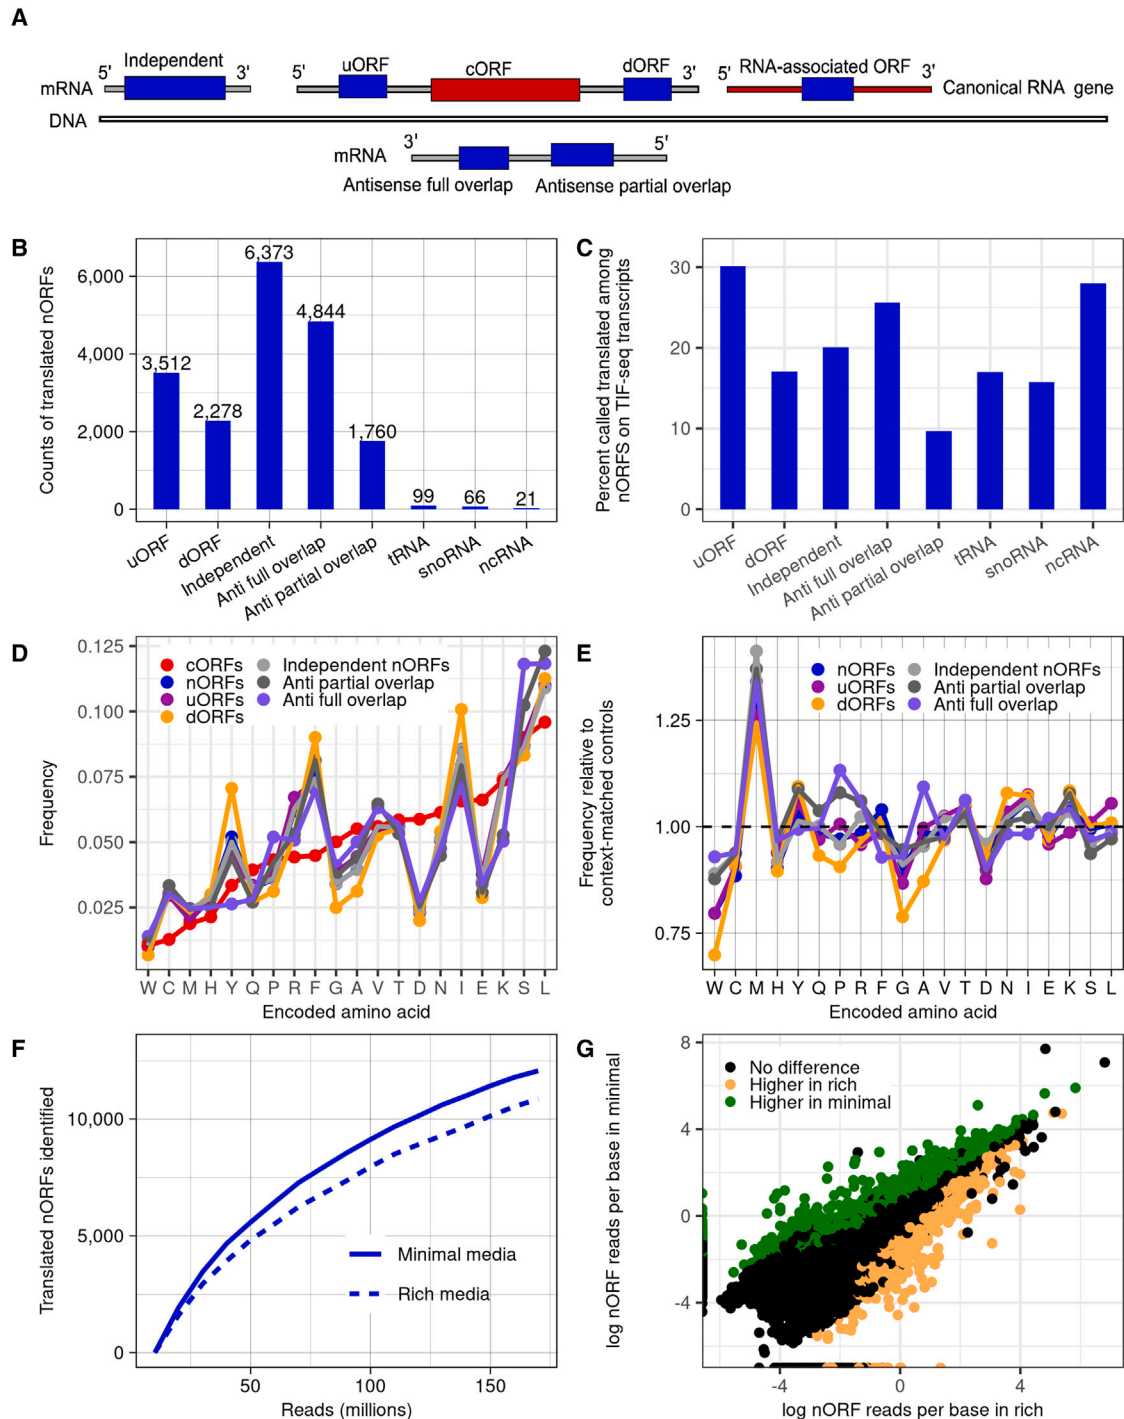 A
Independent
5'
3'
mRNA
5'
uORF
cORF
dORF
3'
5'
RNA-associated ORF
3'
Canonical RNA gene
DNA
mRNA
3'
5'
Antisense full overlap
Antisense partial overlap
B
Counts of translated nORFs
6,000
4,000
2,000
0
3,512
2,278
6,373
4,844
1,760
99
66
21
uORF
dORF
Independent
Anti full overlap
Anti partial overlap
tRNA
snoRNA
ncRNA
C
Percent called translated among
nORFS on TIF-seq transcripts
30
20
10
0
uORF
dORF
Independent
Anti full overlap
Anti partial overlap
tRNA
snoRNA
ncRNA
D
Frequency
0.125
0.100
0.075
0.050
0.025
cORFs
nORFs
uORFs
dORFs
Independent nORFs
Anti partial overlap
Anti full overlap
W C M H Y Q P R F G A V T D N I E K S L
Encoded amino acid
E
Frequency relative to
context-matched controls
1.25
1.00
0.75
nORFs
uORFs
dORFs
Independent nORFs
Anti partial overlap
Anti full overlap
W C M H Y Q P R F G A V T D N I E K S L
Encoded amino acid
F
Translated nORFs identified
10,000
5,000
0
Minimal media
Rich media
50
100
150
Reads (millions)
G
log nORF reads per base in minimal
8
4
0
-4
No difference
Higher in rich
Higher in minimal
-4
0
4
log nORF reads per base in rich